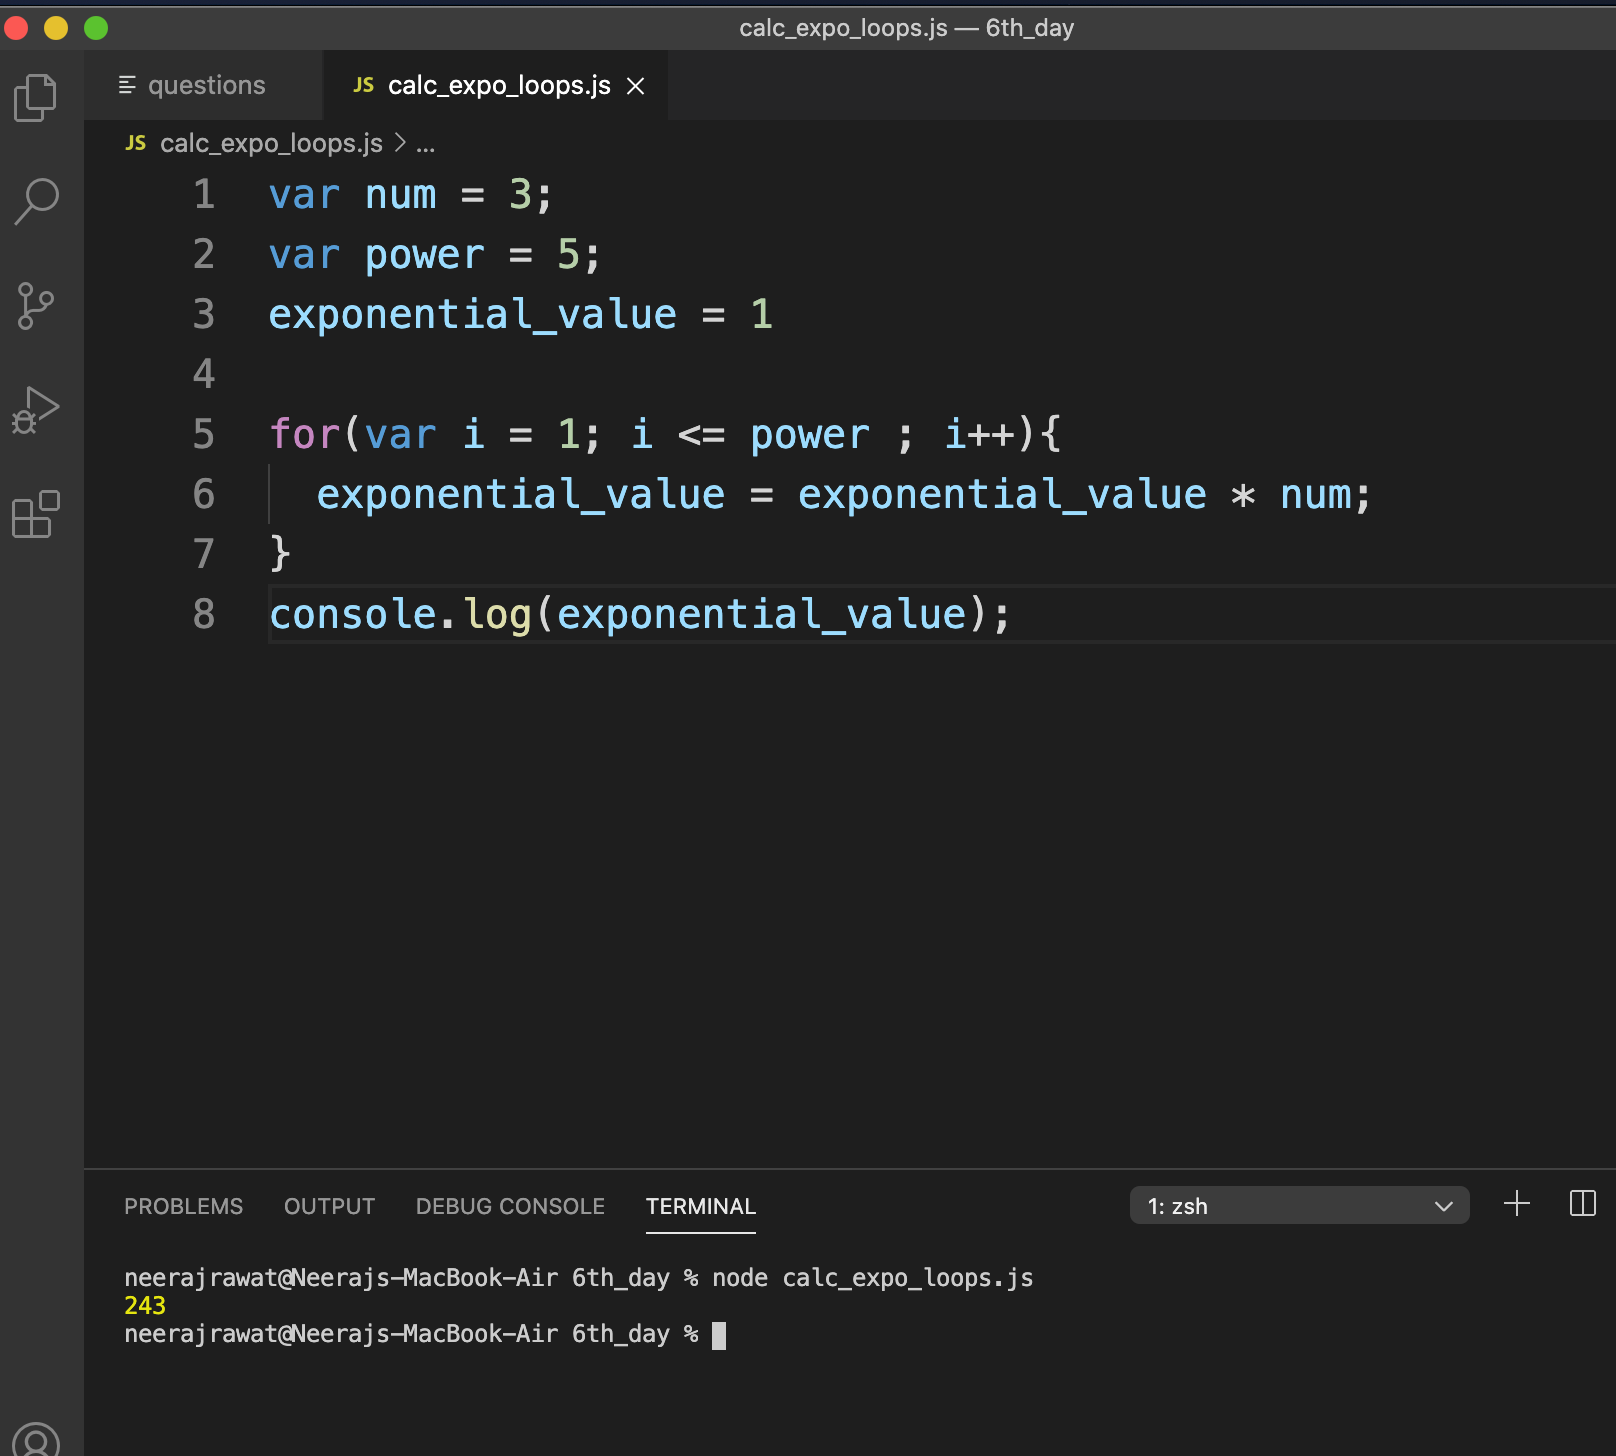 calc_expo_loops.js — 6th_day
questions
JS calc_expo_loops.js
JS calc_expo_loops.js > ...
1 var num = 3;
2 var power = 5;
3 exponential_value = 1
4
5 for(var i = 1; i <= power ; i++){
6 exponential_value = exponential_value * num;
7 }
8 console.log(exponential_value);
PROBLEMS OUTPUT DEBUG CONSOLE TERMINAL 1: zsh
neerajrawat@Neerajs-MacBook-Air 6th_day % node calc_expo_loops.js
243
neerajrawat@Neerajs-MacBook-Air 6th_day %